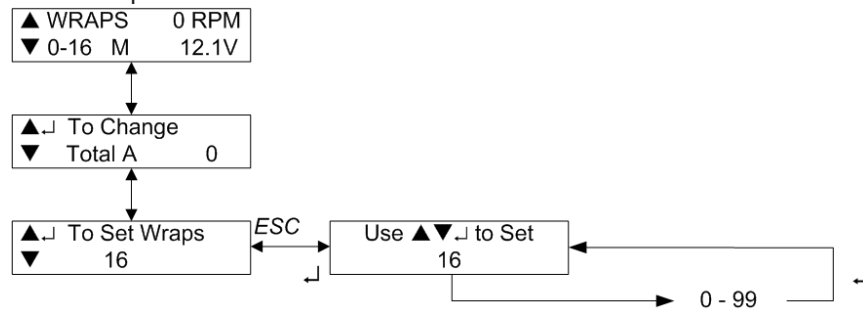 ▲ WRAPS 0 RPM
▼ 0-16 M 12.1V
▲↵ To Change
▼ Total A 0
▲↵ To Set Wraps
▼ 16
ESC
↵
Use ▲▼↵ to Set
16
0 - 99
↵